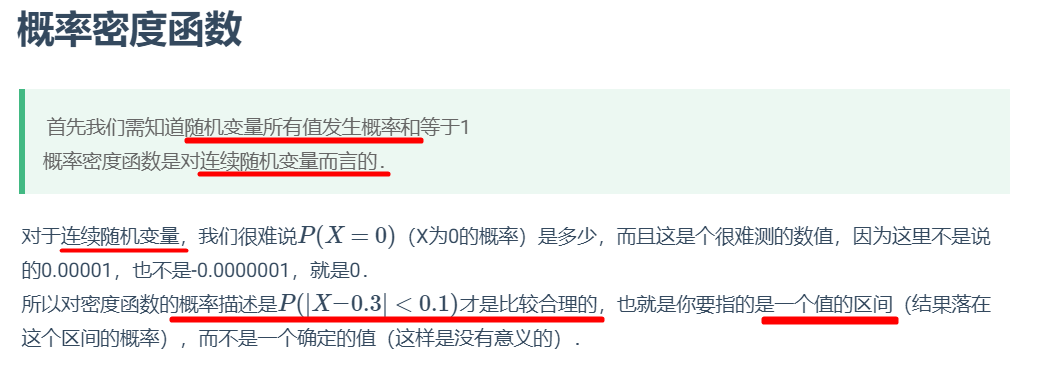 概率密度函数
首先我们需知道随机变量所有值发生概率和等于1
概率密度函数是对连续随机变量而言的.
对于连续随机变量，我们很难说P(X = 0)（X为0的概率）是多少，而且这是个很难测的数值，因为这里不是说
的0.00001，也不是-0.0000001，就是0.
所以对密度函数的概率描述是P(|X−0.3| < 0.1)才是比较合理的，也就是你要指的是一个值的区间（结果落在
这个区间的概率），而不是一个确定的值（这样是没有意义的）.